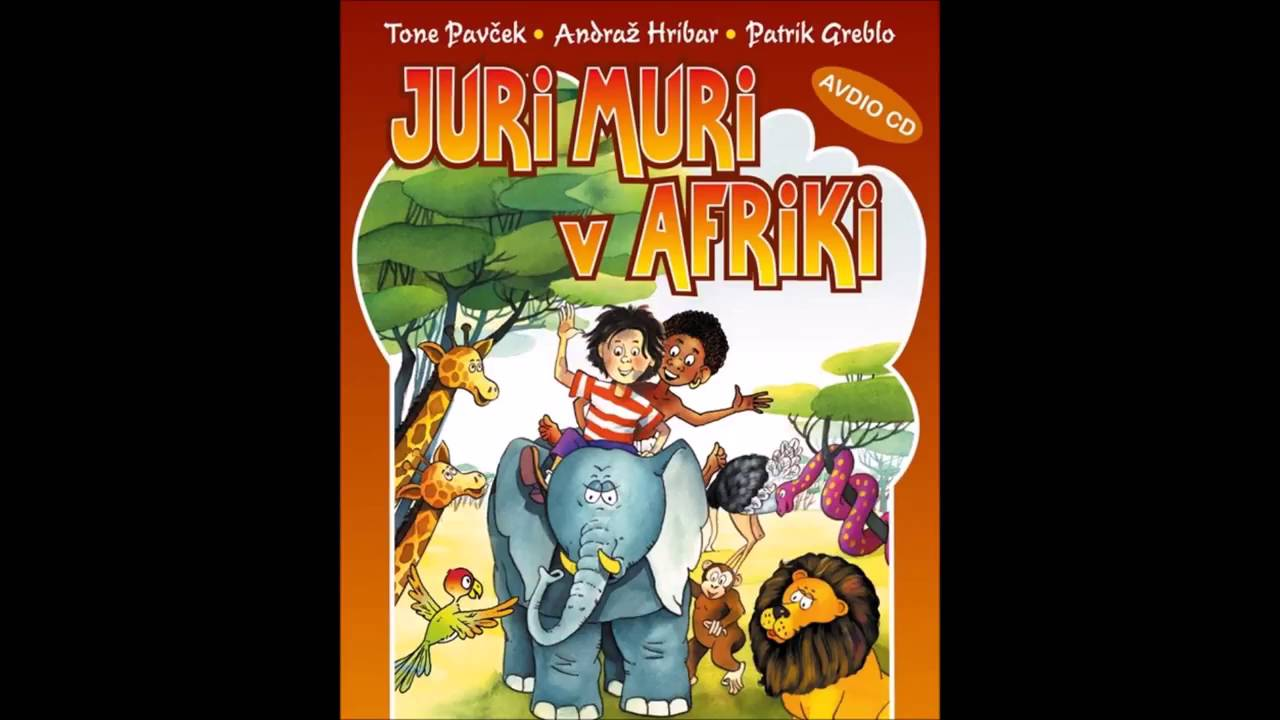 Tone Pavček • Andraž Hribar • Patrik Greblo
JURI MURI
AVDIO CD
v AFRIKI